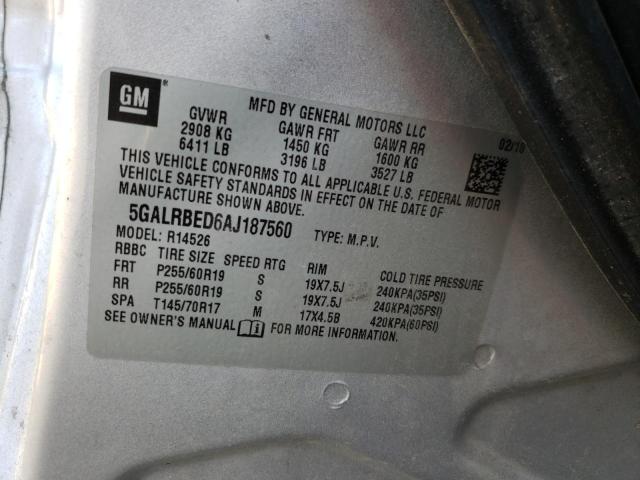 GM ®
MFD BY GENERAL MOTORS LLC 02/10
GVWR GAWR FRT GAWR RR
2908 KG 1450 KG 1600 KG
6411 LB 3196 LB 3527 LB
THIS VEHICLE CONFORMS TO ALL APPLICABLE U.S. FEDERAL MOTOR
VEHICLE SAFETY STANDARDS IN EFFECT ON THE DATE OF
MANUFACTURE SHOWN ABOVE.
5GALRBED6AJ187560 TYPE: M.P.V.
MODEL: R14526
RBBC TIRE SIZE SPEED RTG RIM COLD TIRE PRESSURE
FRT P255/60R19 S 19X7.5J 240KPA(35PSI)
RR P255/60R19 S 19X7.5J 240KPA(35PSI)
SPA T145/70R17 M 17X4.5B 420KPA(60PSI)
SEE OWNER'S MANUAL FOR MORE INFORMATION.